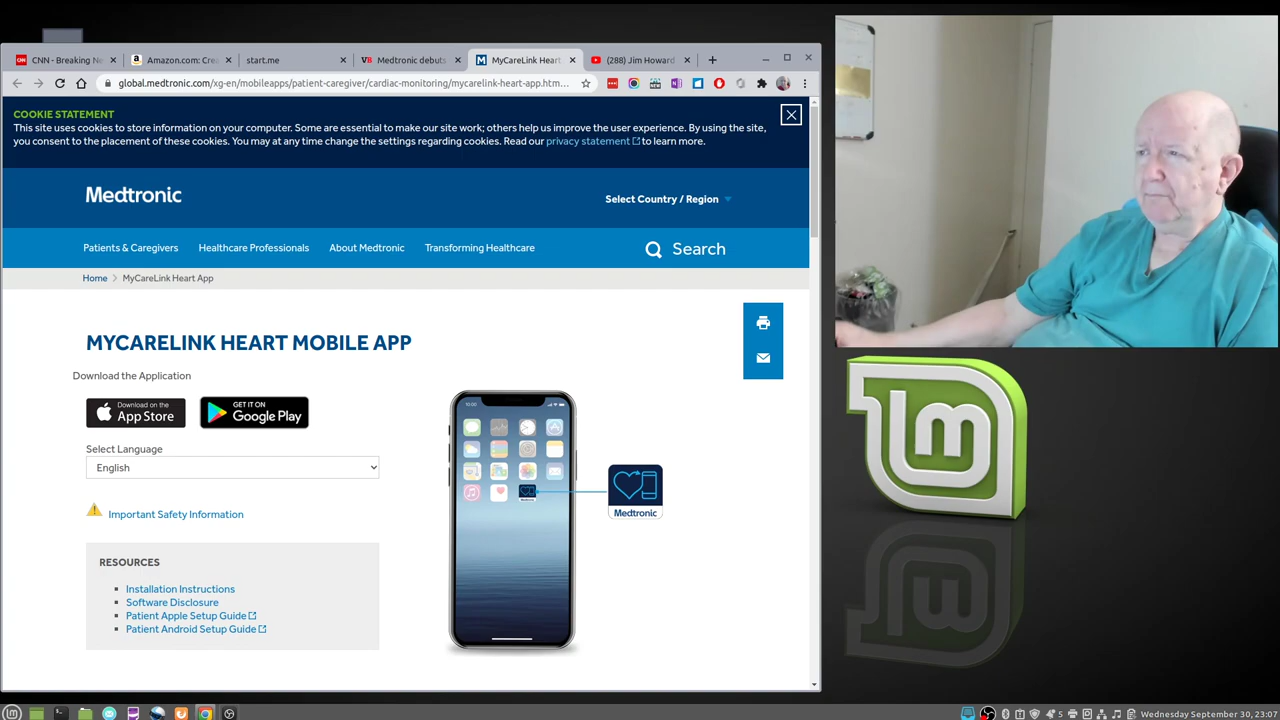 CNN - Breaking Ne
Amazon.com: Crea
start.me
Medtronic debuts
MyCareLink Heart
(288) Jim Howard
global.medtronic.com/xg-en/mobileapps/patient-caregiver/cardiac-monitoring/mycarelink-heart-app.htm...
COOKIE STATEMENT
This site uses cookies to store information on your computer. Some are essential to make our site work; others help us improve the user experience. By using the site,
you consent to the placement of these cookies. You may at any time change the settings regarding cookies. Read our privacy statement to learn more.
Medtronic
Select Country / Region
Patients & Caregivers
Healthcare Professionals
About Medtronic
Transforming Healthcare
Search
Home
MyCareLink Heart App
MYCARELINK HEART MOBILE APP
Download the Application
Download on the
App Store
GET IT ON
Google Play
Select Language
English
Important Safety Information
Medtronic
RESOURCES
Installation Instructions
Software Disclosure
Patient Apple Setup Guide
Patient Android Setup Guide
5
Wednesday September 30, 23:07